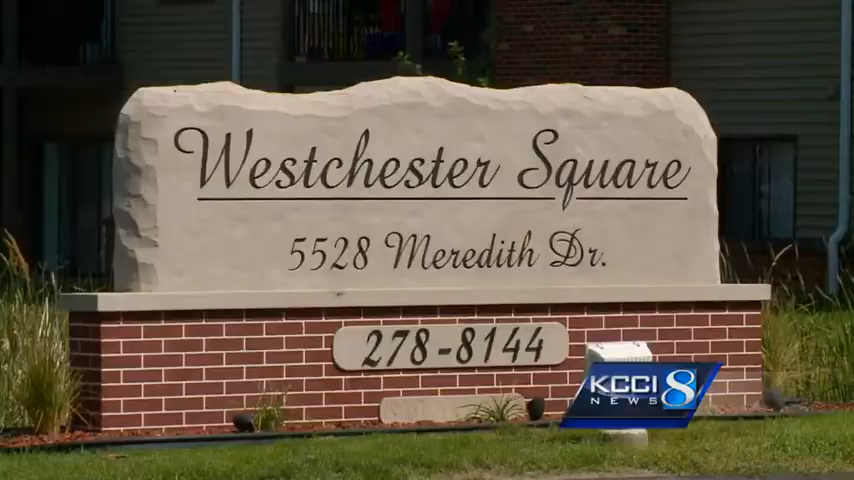 Westchester Square
5528 Meredith Dr.
278-8144
KCCI 8
NEWS